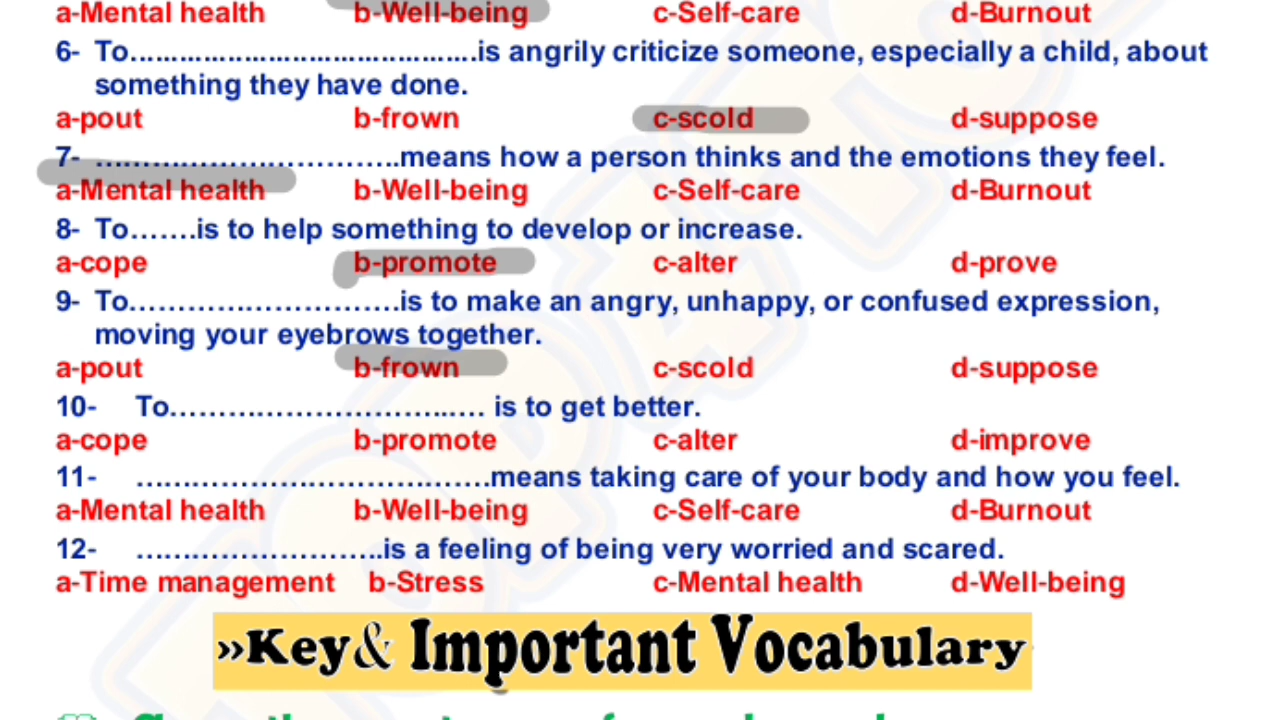 a-Mental health b-Well-being c-Self-care d-Burnout
6- To.............................................is angrily criticize someone, especially a child, about
something they have done.
a-pout b-frown c-scold d-suppose
7- ……………………………..means how a person thinks and the emotions they feel.
a-Mental health b-Well-being c-Self-care d-Burnout
8- To…….is to help something to develop or increase.
a-cope b-promote c-alter d-prove
9- To……………………….is to make an angry, unhappy, or confused expression,
moving your eyebrows together.
a-pout b-frown c-scold d-suppose
10- To………………………...… is to get better.
a-cope b-promote c-alter d-improve
11- ……………………………….means taking care of your body and how you feel.
a-Mental health b-Well-being c-Self-care d-Burnout
12- ……………………..is a feeling of being very worried and scared.
a-Time management b-Stress c-Mental health d-Well-being
»Key& Important Vocabulary